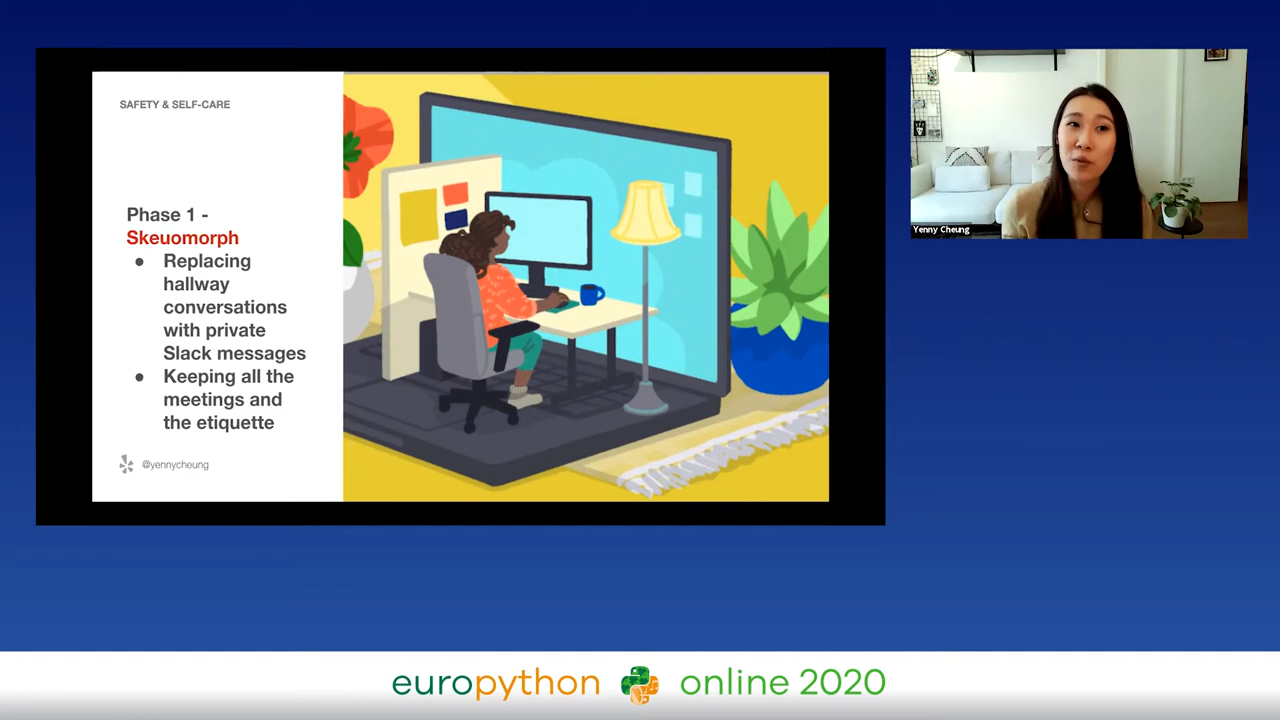 SAFETY & SELF-CARE
Phase 1 -
Skeuomorph
● Replacing
hallway
conversations
with private
Slack messages
● Keeping all the
meetings and
the etiquette
@yennycheung
Yenny Cheung
europython online 2020